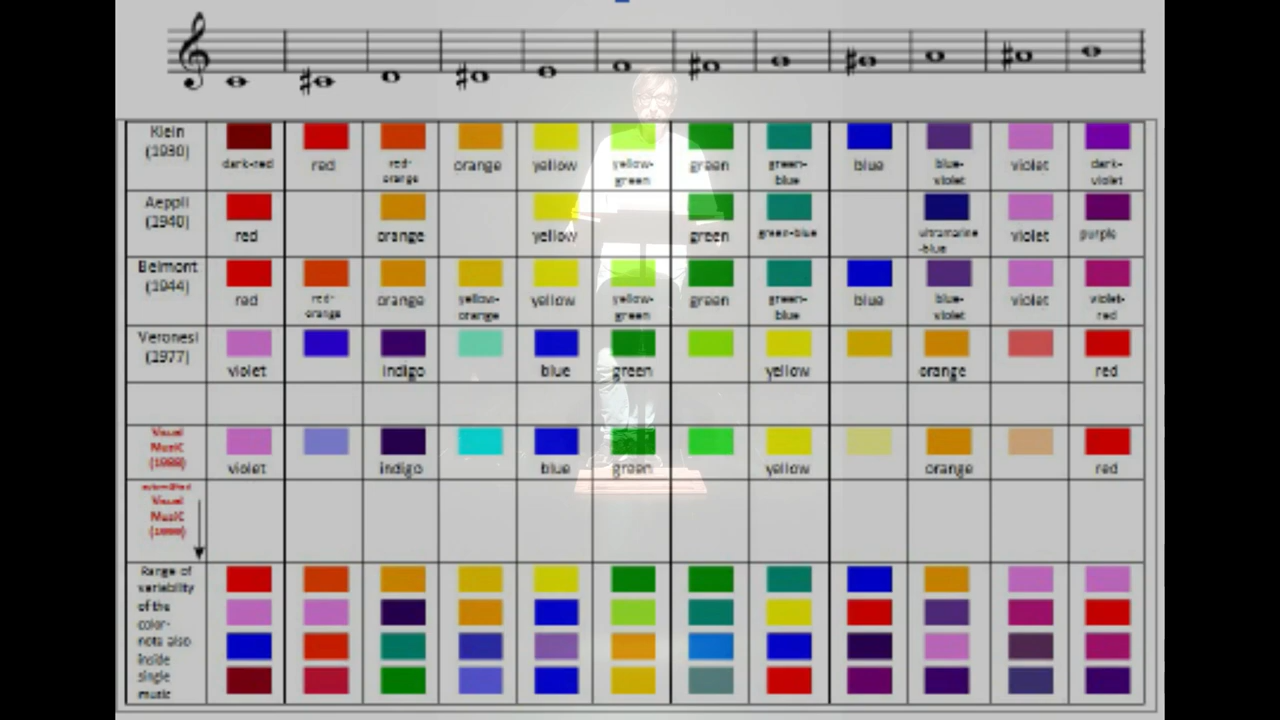 Klein
(1930)
dark-red
red
red-
orange
orange
yellow
yellow-
green
green
green-
blue
blue
blue-
violet
violet
dark-
violet
Aeppli
(1940)
red
orange
yellow
green
green-blue
ultramarine
-blue
violet
purple
Belmont
(1944)
red
red-
orange
orange
yellow-
orange
yellow
yellow-
green
green
green-
blue
blue
blue-
violet
violet
violet-
red
Veronesi
(1977)
violet
indigo
blue
green
yellow
orange
red
Visual
MusiC
(1988)
violet
indigo
blue
green
yellow
orange
red
Visual
MusiC
Range of
variability
of the
color-
nota also
inside
single
music